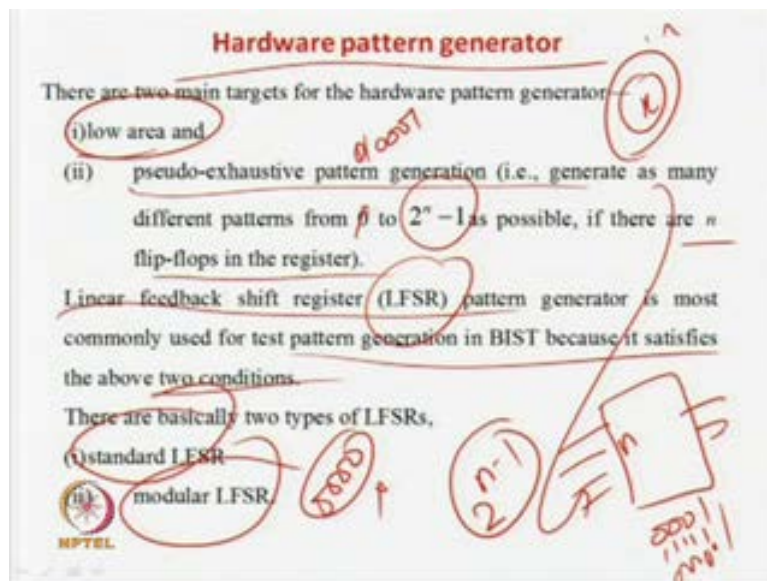 Hardware pattern generator
There are two main targets for the hardware pattern generator–
(i)low area and
(ii) pseudo-exhaustive pattern generation (i.e., generate as many
different patterns from 0 to 2ⁿ −1 as possible, if there are n
flip-flops in the register).
Linear feedback shift register (LFSR) pattern generator is most
commonly used for test pattern generation in BIST because it satisfies
the above two conditions.
There are basically two types of LFSRs,
(i)standard LFSR
(ii) modular LFSR.
0000
2ⁿ⁻¹
n
0001
1111
NPTEL